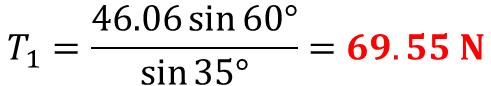 T₁ = 46.06 sin 60° / sin 35° = 69.55 N